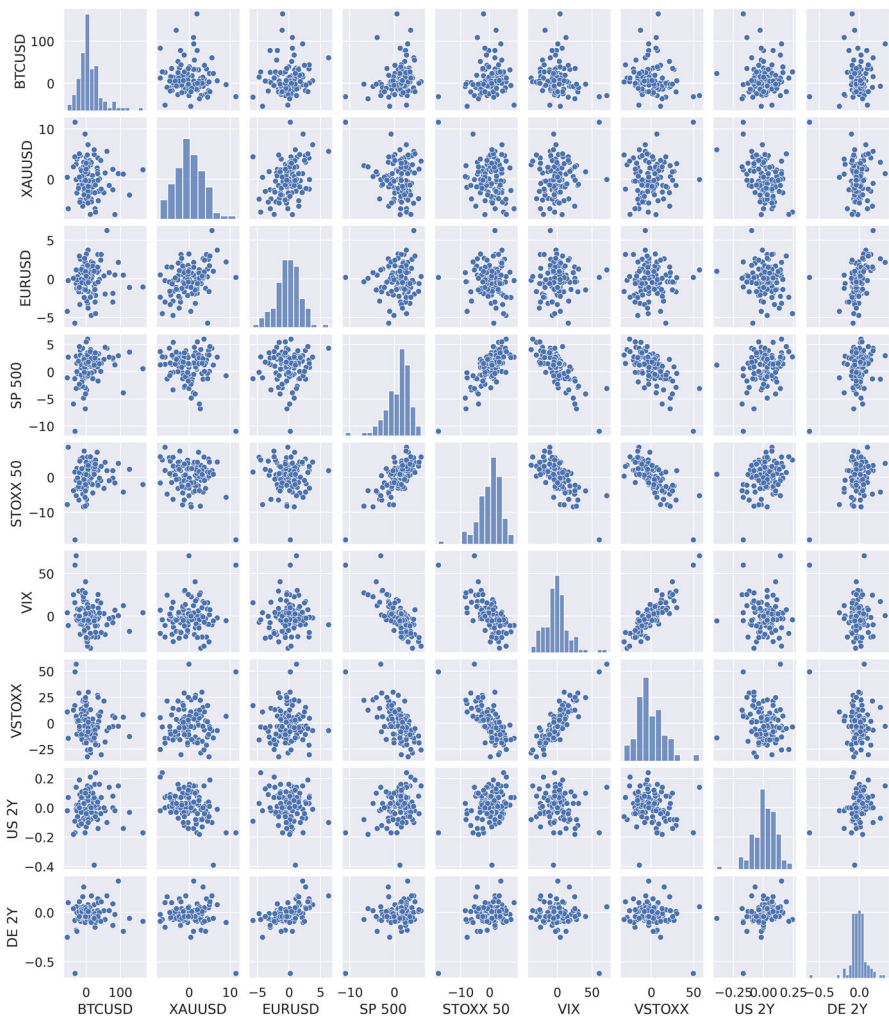 100
0
BTCUSD
10
0
XAUUSD
5
0
−5
EURUSD
5
0
−5
−10
SP 500
0
−10
STOXX 50
50
0
VIX
50
25
0
−25
VSTOXX
0.2
0.0
−0.2
−0.4
US 2Y
0.0
−0.5
DE 2Y
0 100
0 10
−5 0 5
−10 0
−10 0
0 50
0 50
−0.25 0.00 0.25
−0.5 0.0
BTCUSD XAUUSD EURUSD SP 500 STOXX 50 VIX VSTOXX US 2Y DE 2Y